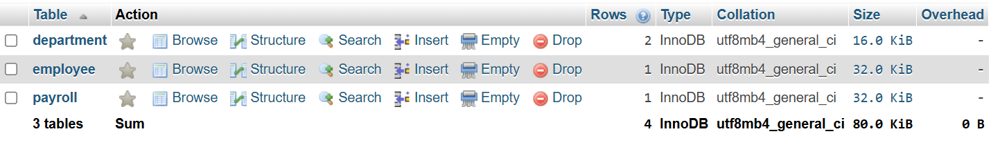 Table Action Rows Type Collation Size Overhead
department Browse Structure Search Insert Empty Drop 2 InnoDB utf8mb4_general_ci 16.0 KiB -
employee Browse Structure Search Insert Empty Drop 1 InnoDB utf8mb4_general_ci 32.0 KiB -
payroll Browse Structure Search Insert Empty Drop 1 InnoDB utf8mb4_general_ci 32.0 KiB -
3 tables Sum 4 InnoDB utf8mb4_general_ci 80.0 KiB 0 B